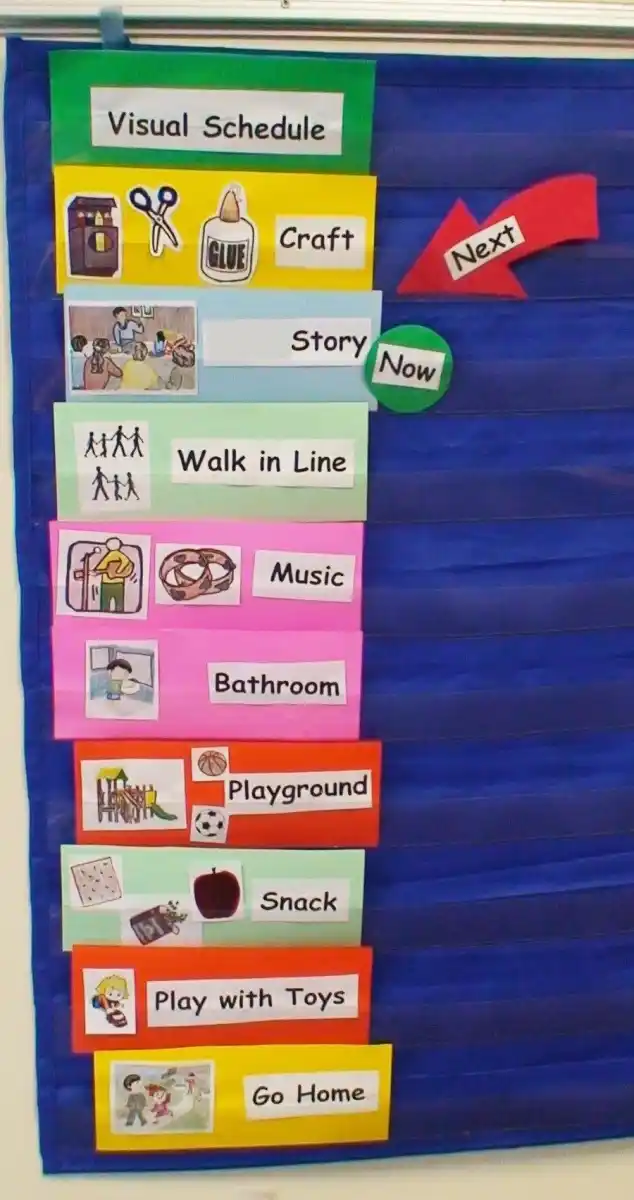 Visual Schedule
GLUE
Craft
Next
Story
Now
Walk in Line
Music
Bathroom
Playground
Snack
Play with Toys
Go Home